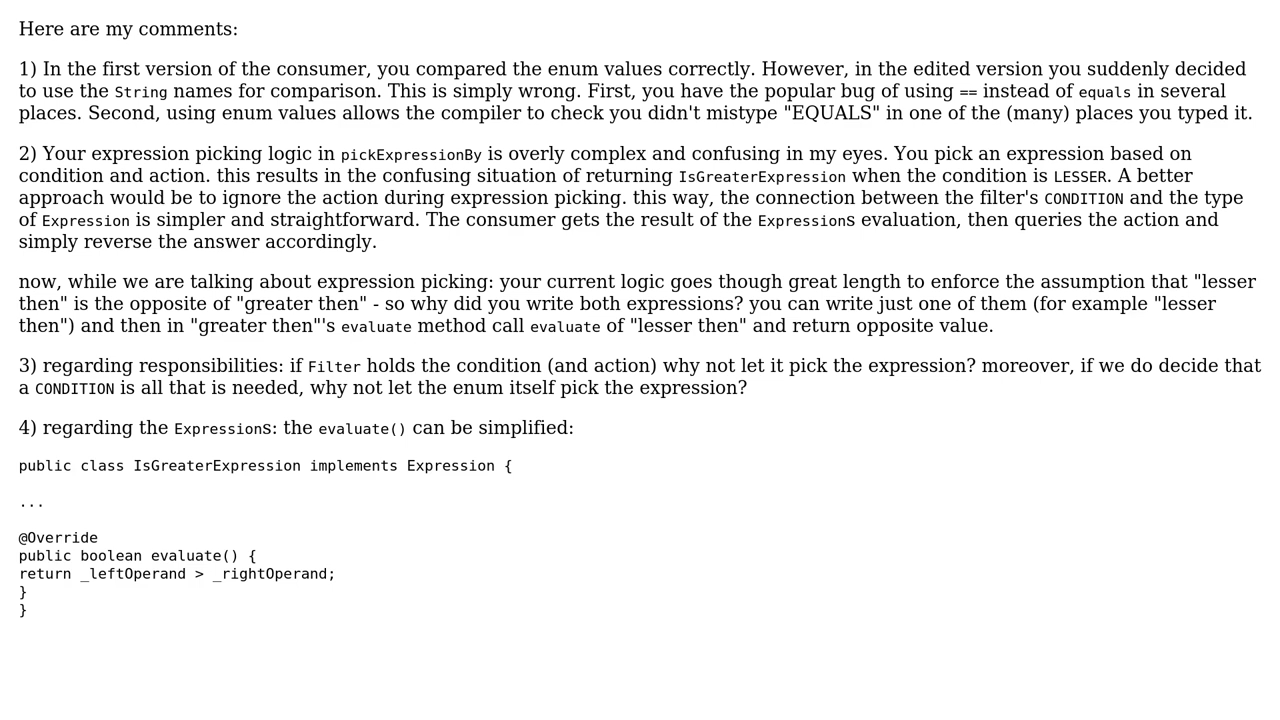 Here are my comments:
1) In the first version of the consumer, you compared the enum values correctly. However, in the edited version you suddenly decided
to use the String names for comparison. This is simply wrong. First, you have the popular bug of using == instead of equals in several
places. Second, using enum values allows the compiler to check you didn't mistype "EQUALS" in one of the (many) places you typed it.
2) Your expression picking logic in pickExpressionBy is overly complex and confusing in my eyes. You pick an expression based on
condition and action. this results in the confusing situation of returning IsGreaterExpression when the condition is LESSER. A better
approach would be to ignore the action during expression picking. this way, the connection between the filter's CONDITION and the type
of Expression is simpler and straightforward. The consumer gets the result of the Expressions evaluation, then queries the action and
simply reverse the answer accordingly.
now, while we are talking about expression picking: your current logic goes though great length to enforce the assumption that "lesser
then" is the opposite of "greater then" - so why did you write both expressions? you can write just one of them (for example "lesser
then") and then in "greater then"'s evaluate method call evaluate of "lesser then" and return opposite value.
3) regarding responsibilities: if Filter holds the condition (and action) why not let it pick the expression? moreover, if we do decide that
a CONDITION is all that is needed, why not let the enum itself pick the expression?
4) regarding the Expressions: the evaluate() can be simplified:
public class IsGreaterExpression implements Expression {
...
@Override
public boolean evaluate() {
return _leftOperand > _rightOperand;
}
}